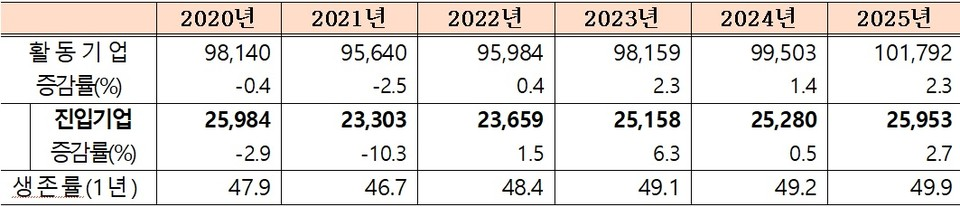 2020년 2021년 2022년 2023년 2024년 2025년
활동기업 98,140 95,640 95,984 98,159 99,503 101,792
증감률(%) -0.4 -2.5 0.4 2.3 1.4 2.3
진입기업 25,984 23,303 23,659 25,158 25,280 25,953
증감률(%) -2.9 -10.3 1.5 6.3 0.5 2.7
생존률(1년) 47.9 46.7 48.4 49.1 49.2 49.9